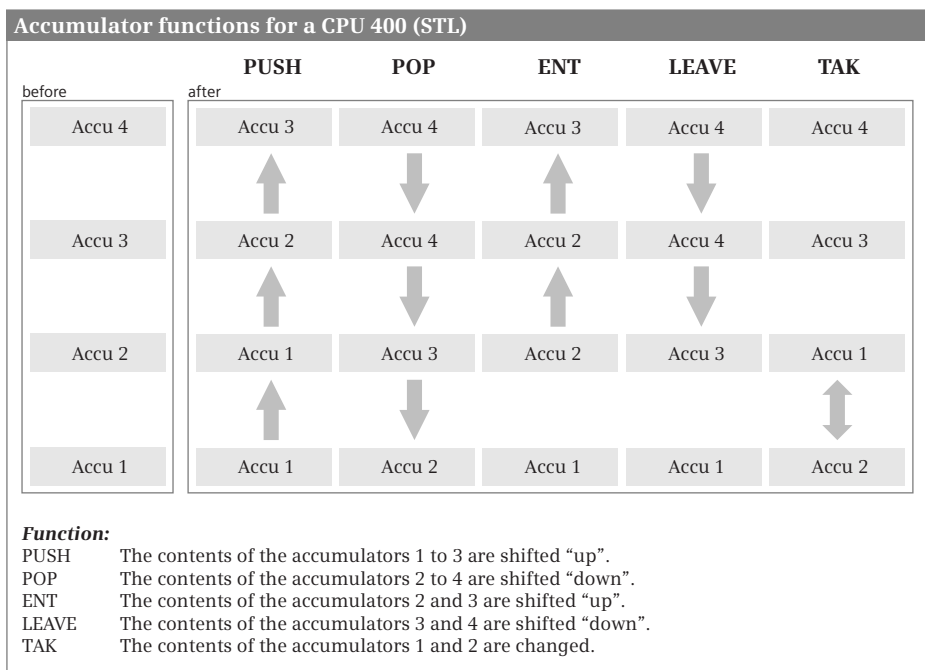 Accumulator functions for a CPU 400 (STL)
PUSH POP ENT LEAVE TAK
before after
Accu 4 Accu 3 Accu 4 Accu 3 Accu 4 Accu 4
Accu 3 Accu 2 Accu 4 Accu 2 Accu 4 Accu 3
Accu 2 Accu 1 Accu 3 Accu 2 Accu 3 Accu 1
Accu 1 Accu 1 Accu 2 Accu 1 Accu 1 Accu 2
Function:
PUSH The contents of the accumulators 1 to 3 are shifted “up”.
POP The contents of the accumulators 2 to 4 are shifted “down”.
ENT The contents of the accumulators 2 and 3 are shifted “up”.
LEAVE The contents of the accumulators 3 and 4 are shifted “down”.
TAK The contents of the accumulators 1 and 2 are changed.